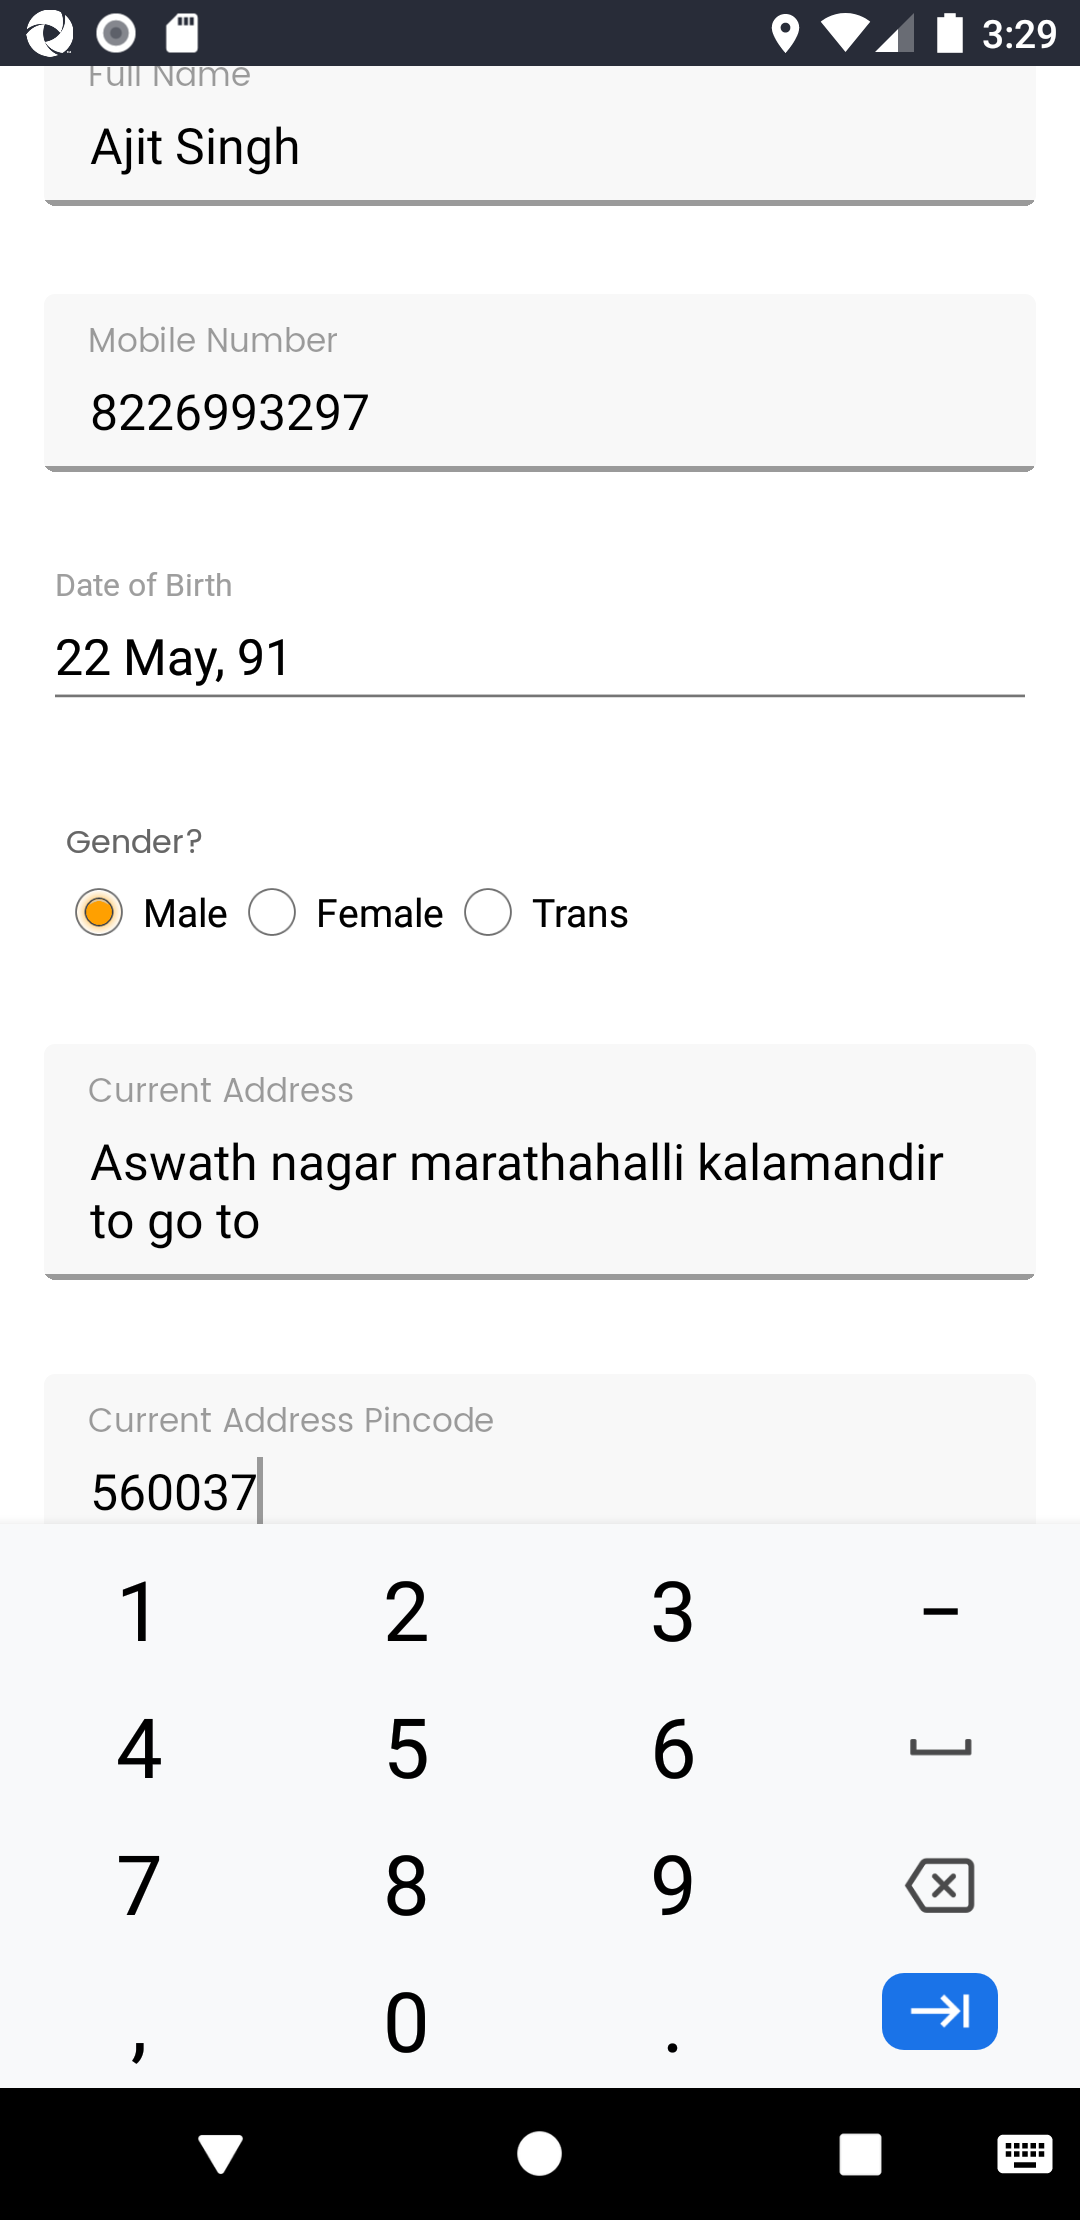 3:29
Full Name
Ajit Singh
Mobile Number
8226993297
Date of Birth
22 May, 91
Gender?
Male Female Trans
Current Address
Aswath nagar marathahalli kalamandir
to go to
Current Address Pincode
560037
1 2 3 –
4 5 6
7 8 9
, 0 .